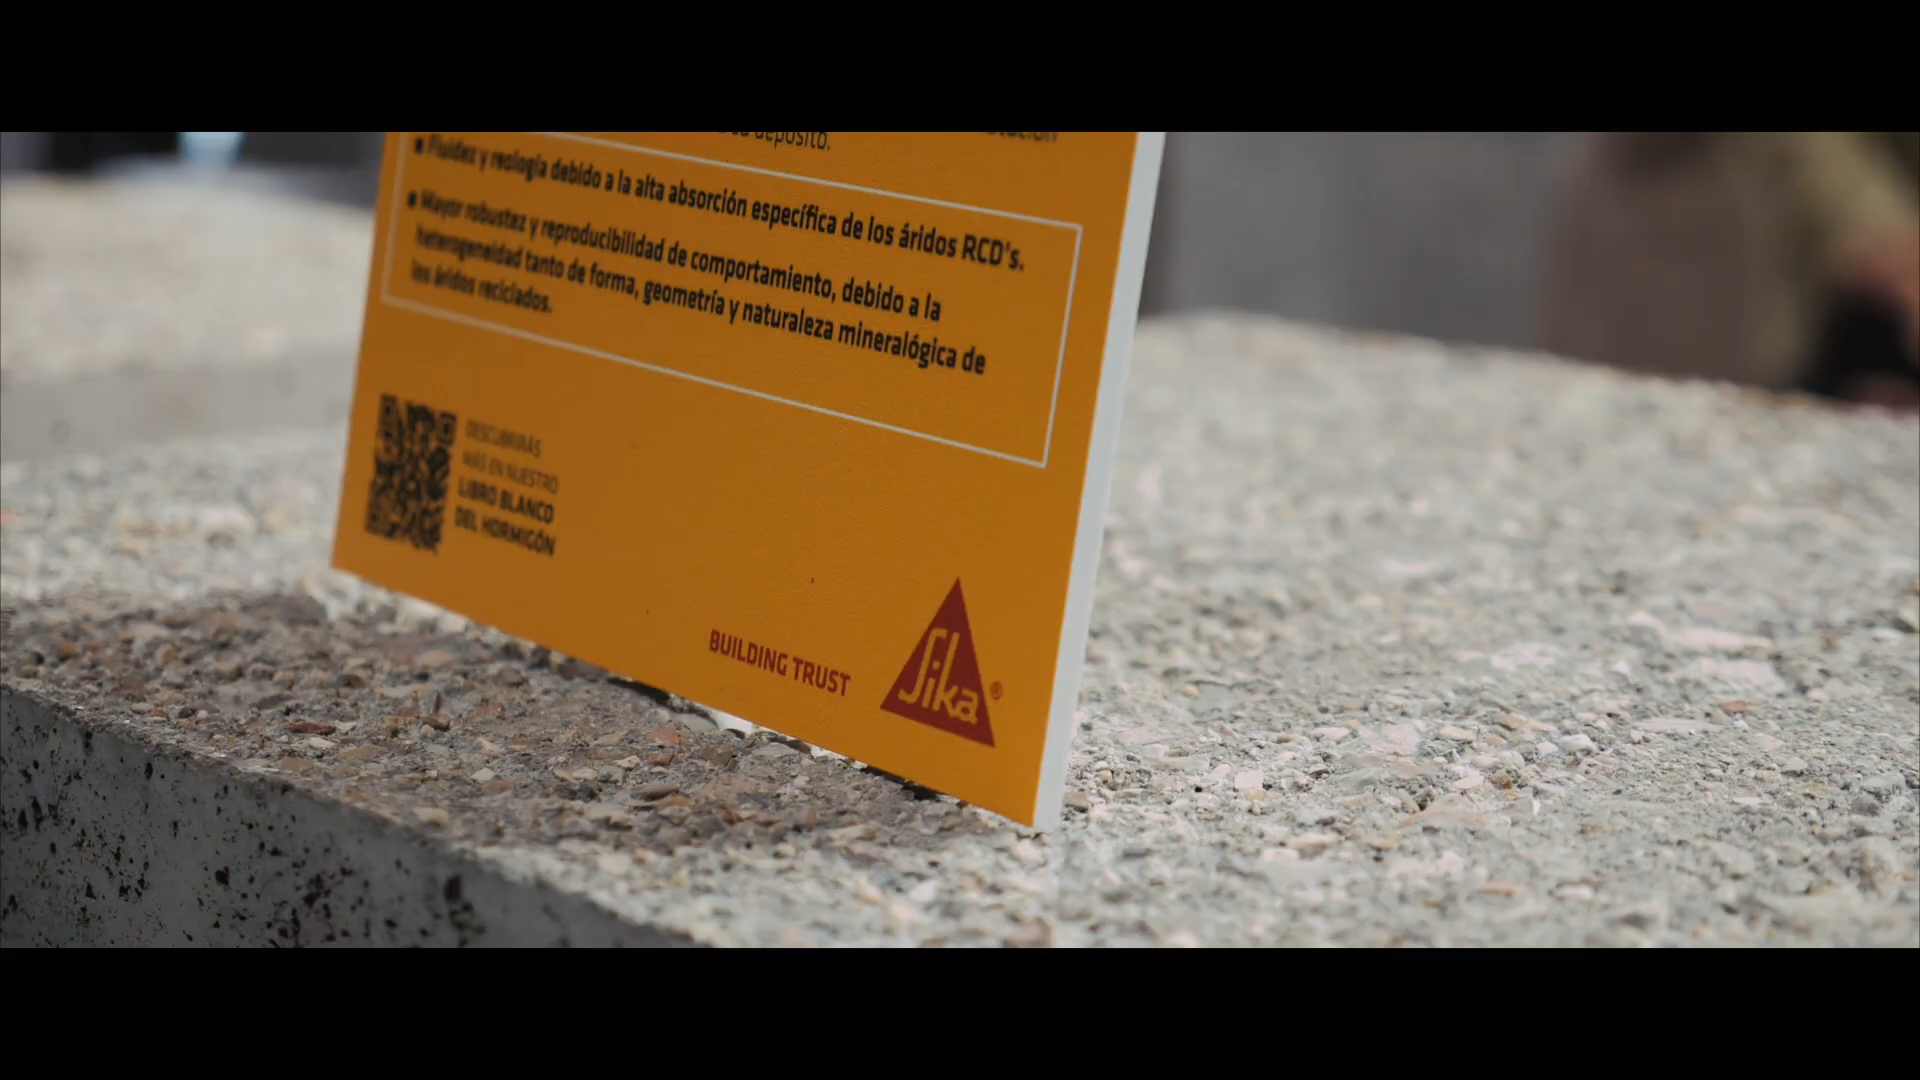 depósito.
■ Fluidez y reología debido a la alta absorción específica de los áridos RCD's.
■ Mayor robustez y reproducibilidad de comportamiento, debido a la
heterogeneidad tanto de forma, geometría y naturaleza mineralógica de
los áridos reciclados.
DESCUBRIRÁS
MÁS EN NUESTRO
LIBRO BLANCO
DEL HORMIGÓN
BUILDING TRUST
Sika®